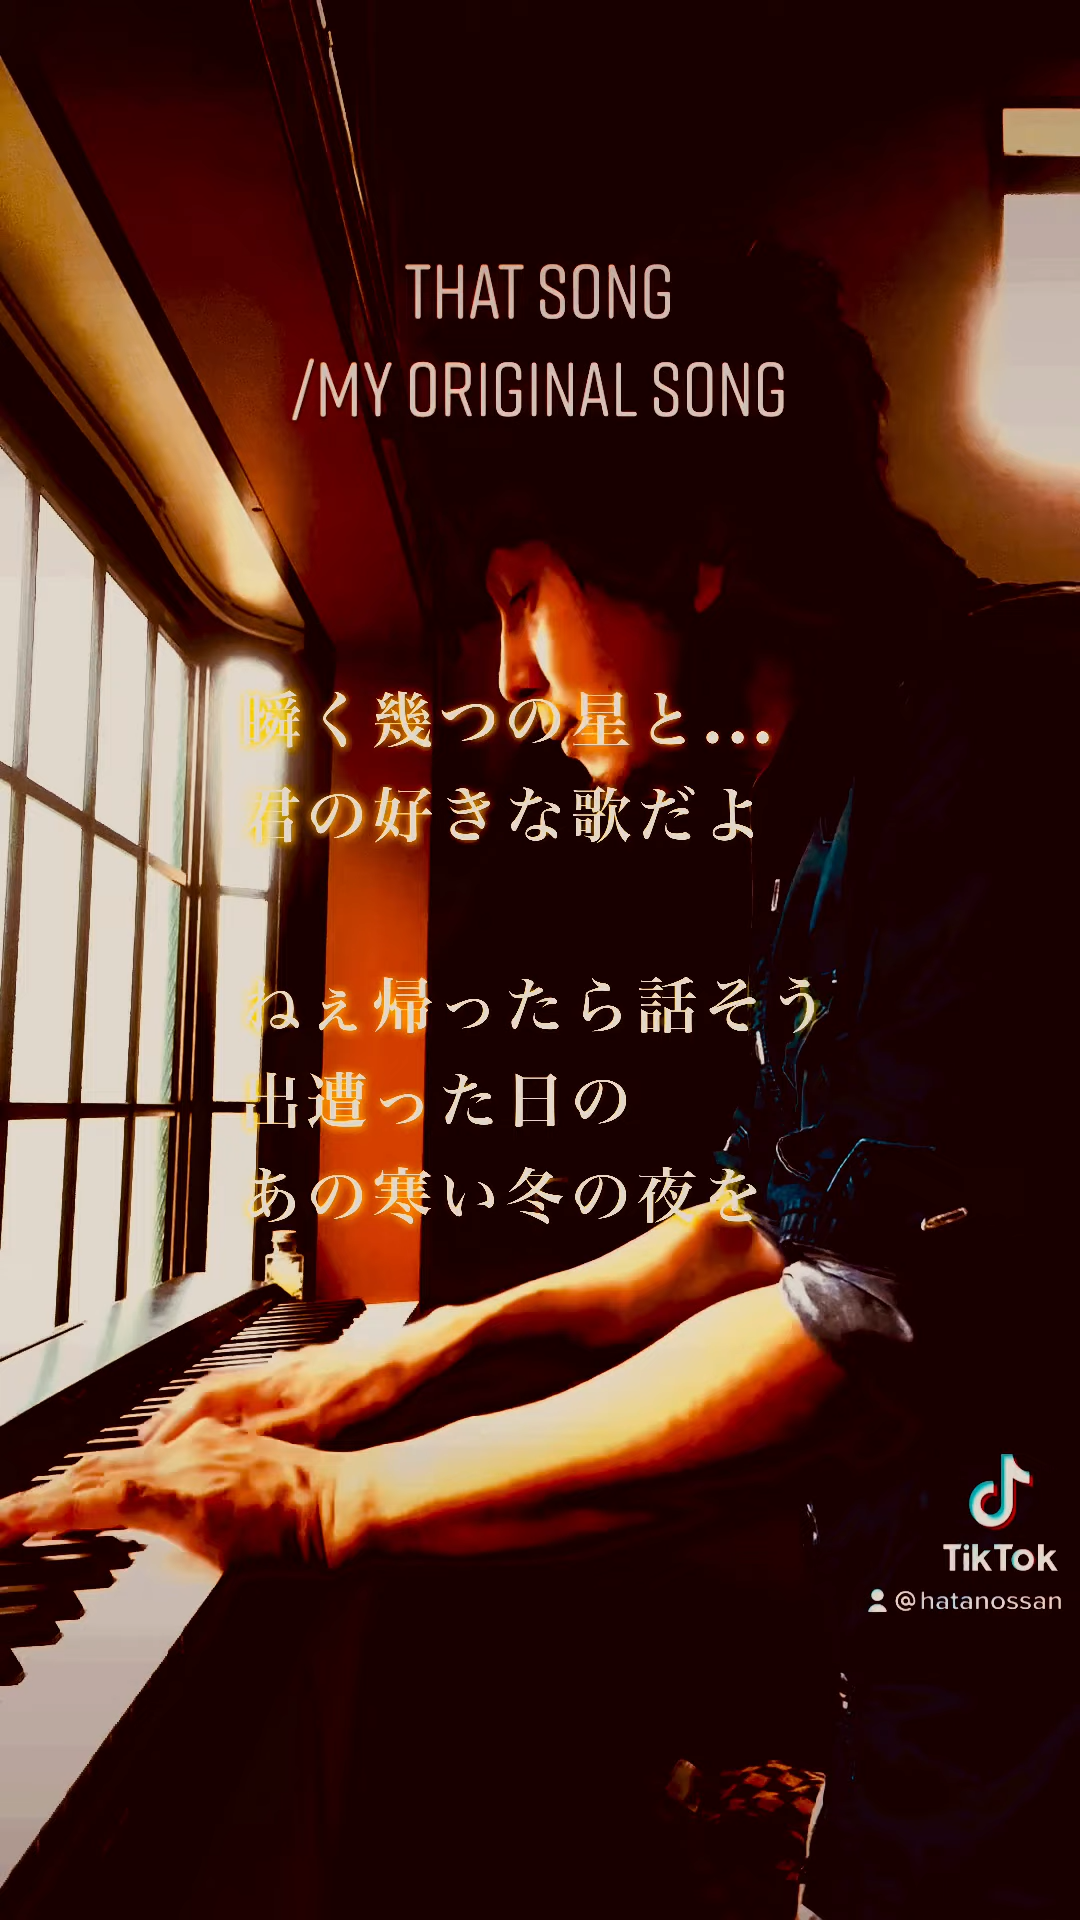 THAT SONG
/MY ORIGINAL SONG
瞬く幾つの星と...
君の好きな歌だよ
ねぇ帰ったら話そう
出遭った日の
あの寒い冬の夜を
TikTok
@hatanossan